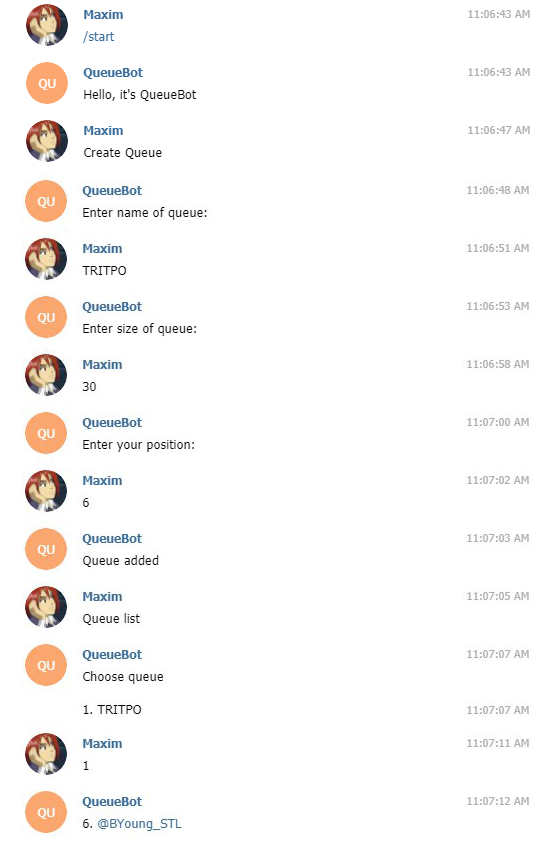 Maxim 11:06:43 AM
/start
QU QueueBot 11:06:43 AM
Hello, it's QueueBot
Maxim 11:06:47 AM
Create Queue
QU QueueBot 11:06:48 AM
Enter name of queue:
Maxim 11:06:51 AM
TRITPO
QU QueueBot 11:06:53 AM
Enter size of queue:
Maxim 11:06:58 AM
30
QU QueueBot 11:07:00 AM
Enter your position:
Maxim 11:07:02 AM
6
QU QueueBot 11:07:03 AM
Queue added
Maxim 11:07:05 AM
Queue list
QU QueueBot 11:07:07 AM
Choose queue
1. TRITPO 11:07:07 AM
Maxim 11:07:11 AM
1
QU QueueBot 11:07:12 AM
6. @BYoung_STL